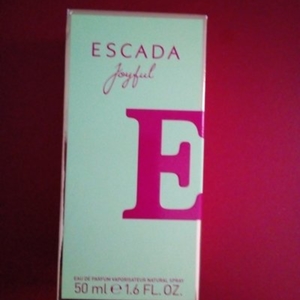 ESCADA
Joyful
E
EAU DE PARFUM VAPORISATEUR NATURAL SPRAY
50 ml ℮ 1.6 FL. OZ.